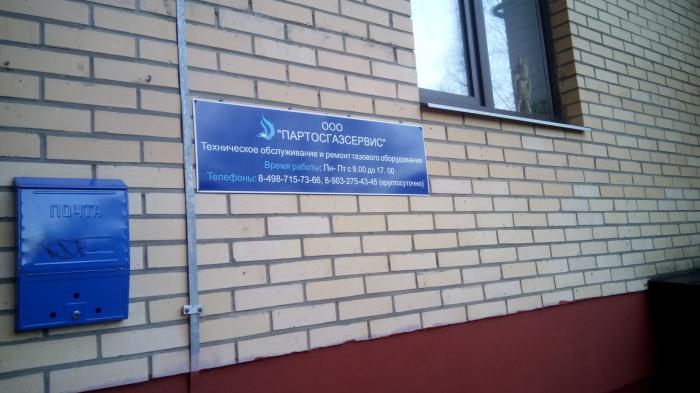 ООО
"ПАРТОСГАЗСЕРВИС"
Техническое обслуживание и ремонт газового оборудования
Время работы: Пн- Пт с 9.00 до 17. 00
Телефоны: 8-498-715-73-66, 8-903-275-43-45 (круглосуточно)
ПОЧТА